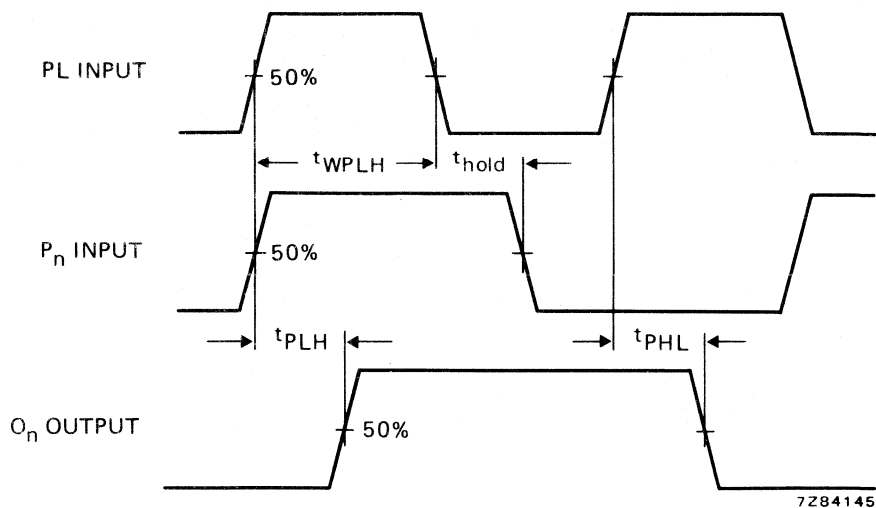 PL INPUT
50%
tWPLH
thold
Pn INPUT
50%
tPLH
tPHL
On OUTPUT
50%
7Z84145